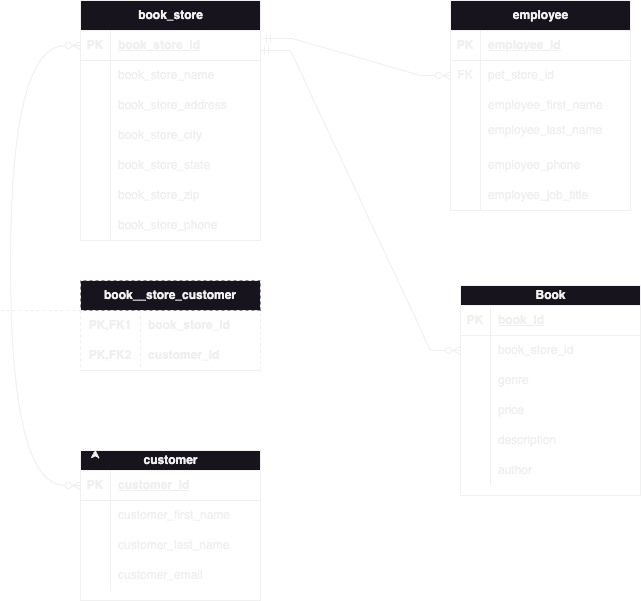 book_store
PK book_store_id
book_store_name
book_store_address
book_store_city
book_store_state
book_store_zip
book_store_phone
employee
PK employee_id
FK pet_store_id
employee_first_name
employee_last_name
employee_phone
employee_job_title
book__store_customer
PK,FK1 book_store_id
PK,FK2 customer_id
Book
PK book_id
book_store_id
genre
price
description
author
customer
PK customer_id
customer_first_name
customer_last_name
customer_email